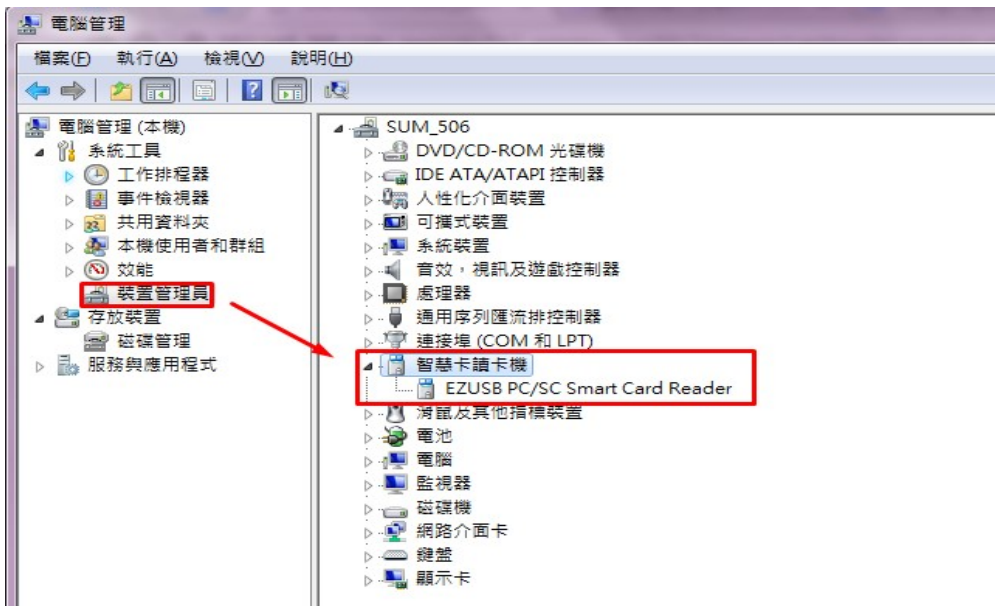 電腦管理
檔案(F) 執行(A) 檢視(V) 說明(H)
電腦管理 (本機)
系統工具
工作排程器
事件檢視器
共用資料夾
本機使用者和群組
效能
裝置管理員
存放裝置
磁碟管理
服務與應用程式
SUM_506
DVD/CD-ROM 光碟機
IDE ATA/ATAPI 控制器
人性化介面裝置
可攜式裝置
系統裝置
音效，視訊及遊戲控制器
處理器
通用序列匯流排控制器
連接埠 (COM 和 LPT)
智慧卡讀卡機
EZUSB PC/SC Smart Card Reader
滑鼠及其他指標裝置
電池
電腦
監視器
磁碟機
網路介面卡
鍵盤
顯示卡